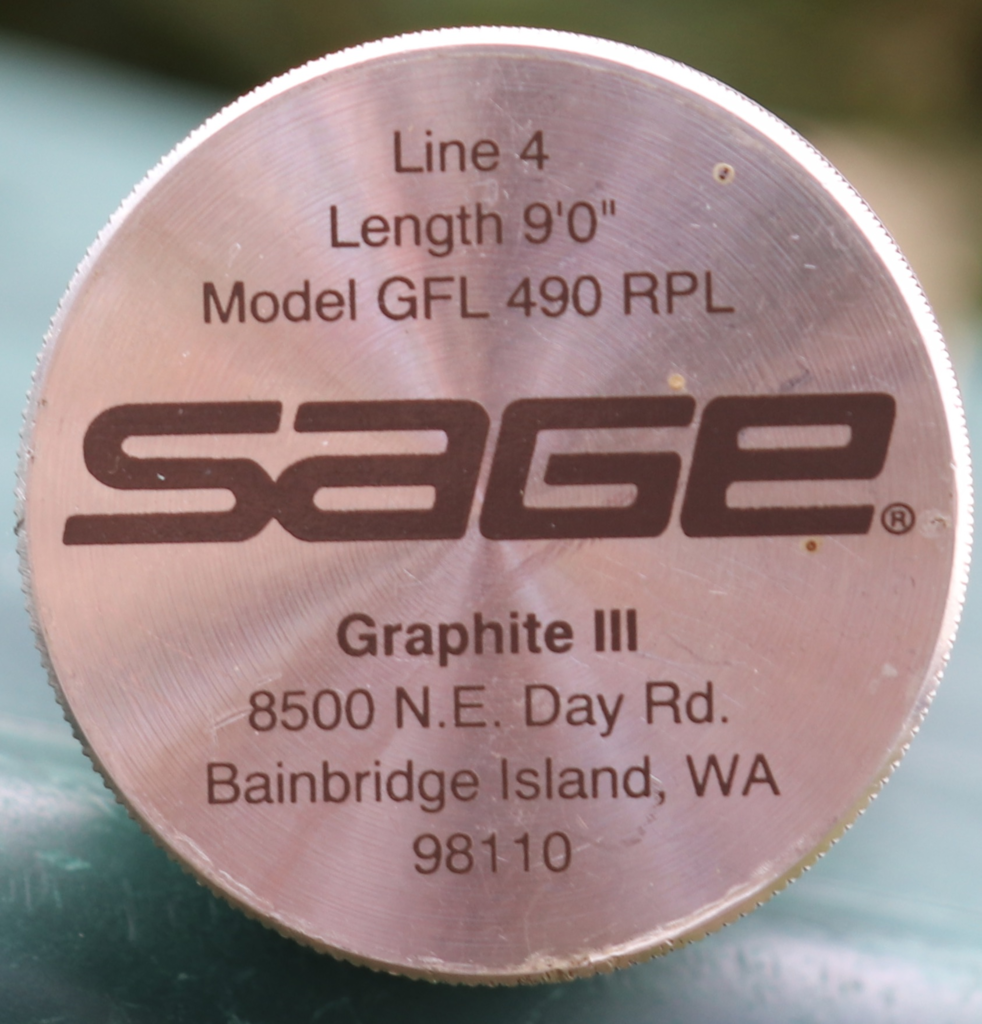 Line 4
Length 9'0"
Model GFL 490 RPL
SAGE®
Graphite III
8500 N.E. Day Rd.
Bainbridge Island, WA
98110